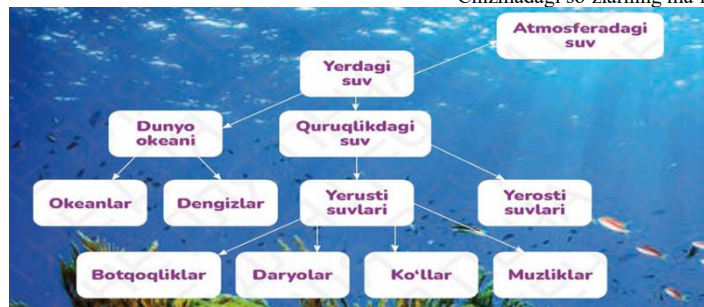 Atmosferadagi
suv
Yerdagi
suv
Dunyo
okeani
Quruqlikdagi
suv
Okeanlar
Dengizlar
Yerusti
suvlari
Yerosti
suvlari
Botqoqliklar
Daryolar
Ko‘llar
Muzliklar